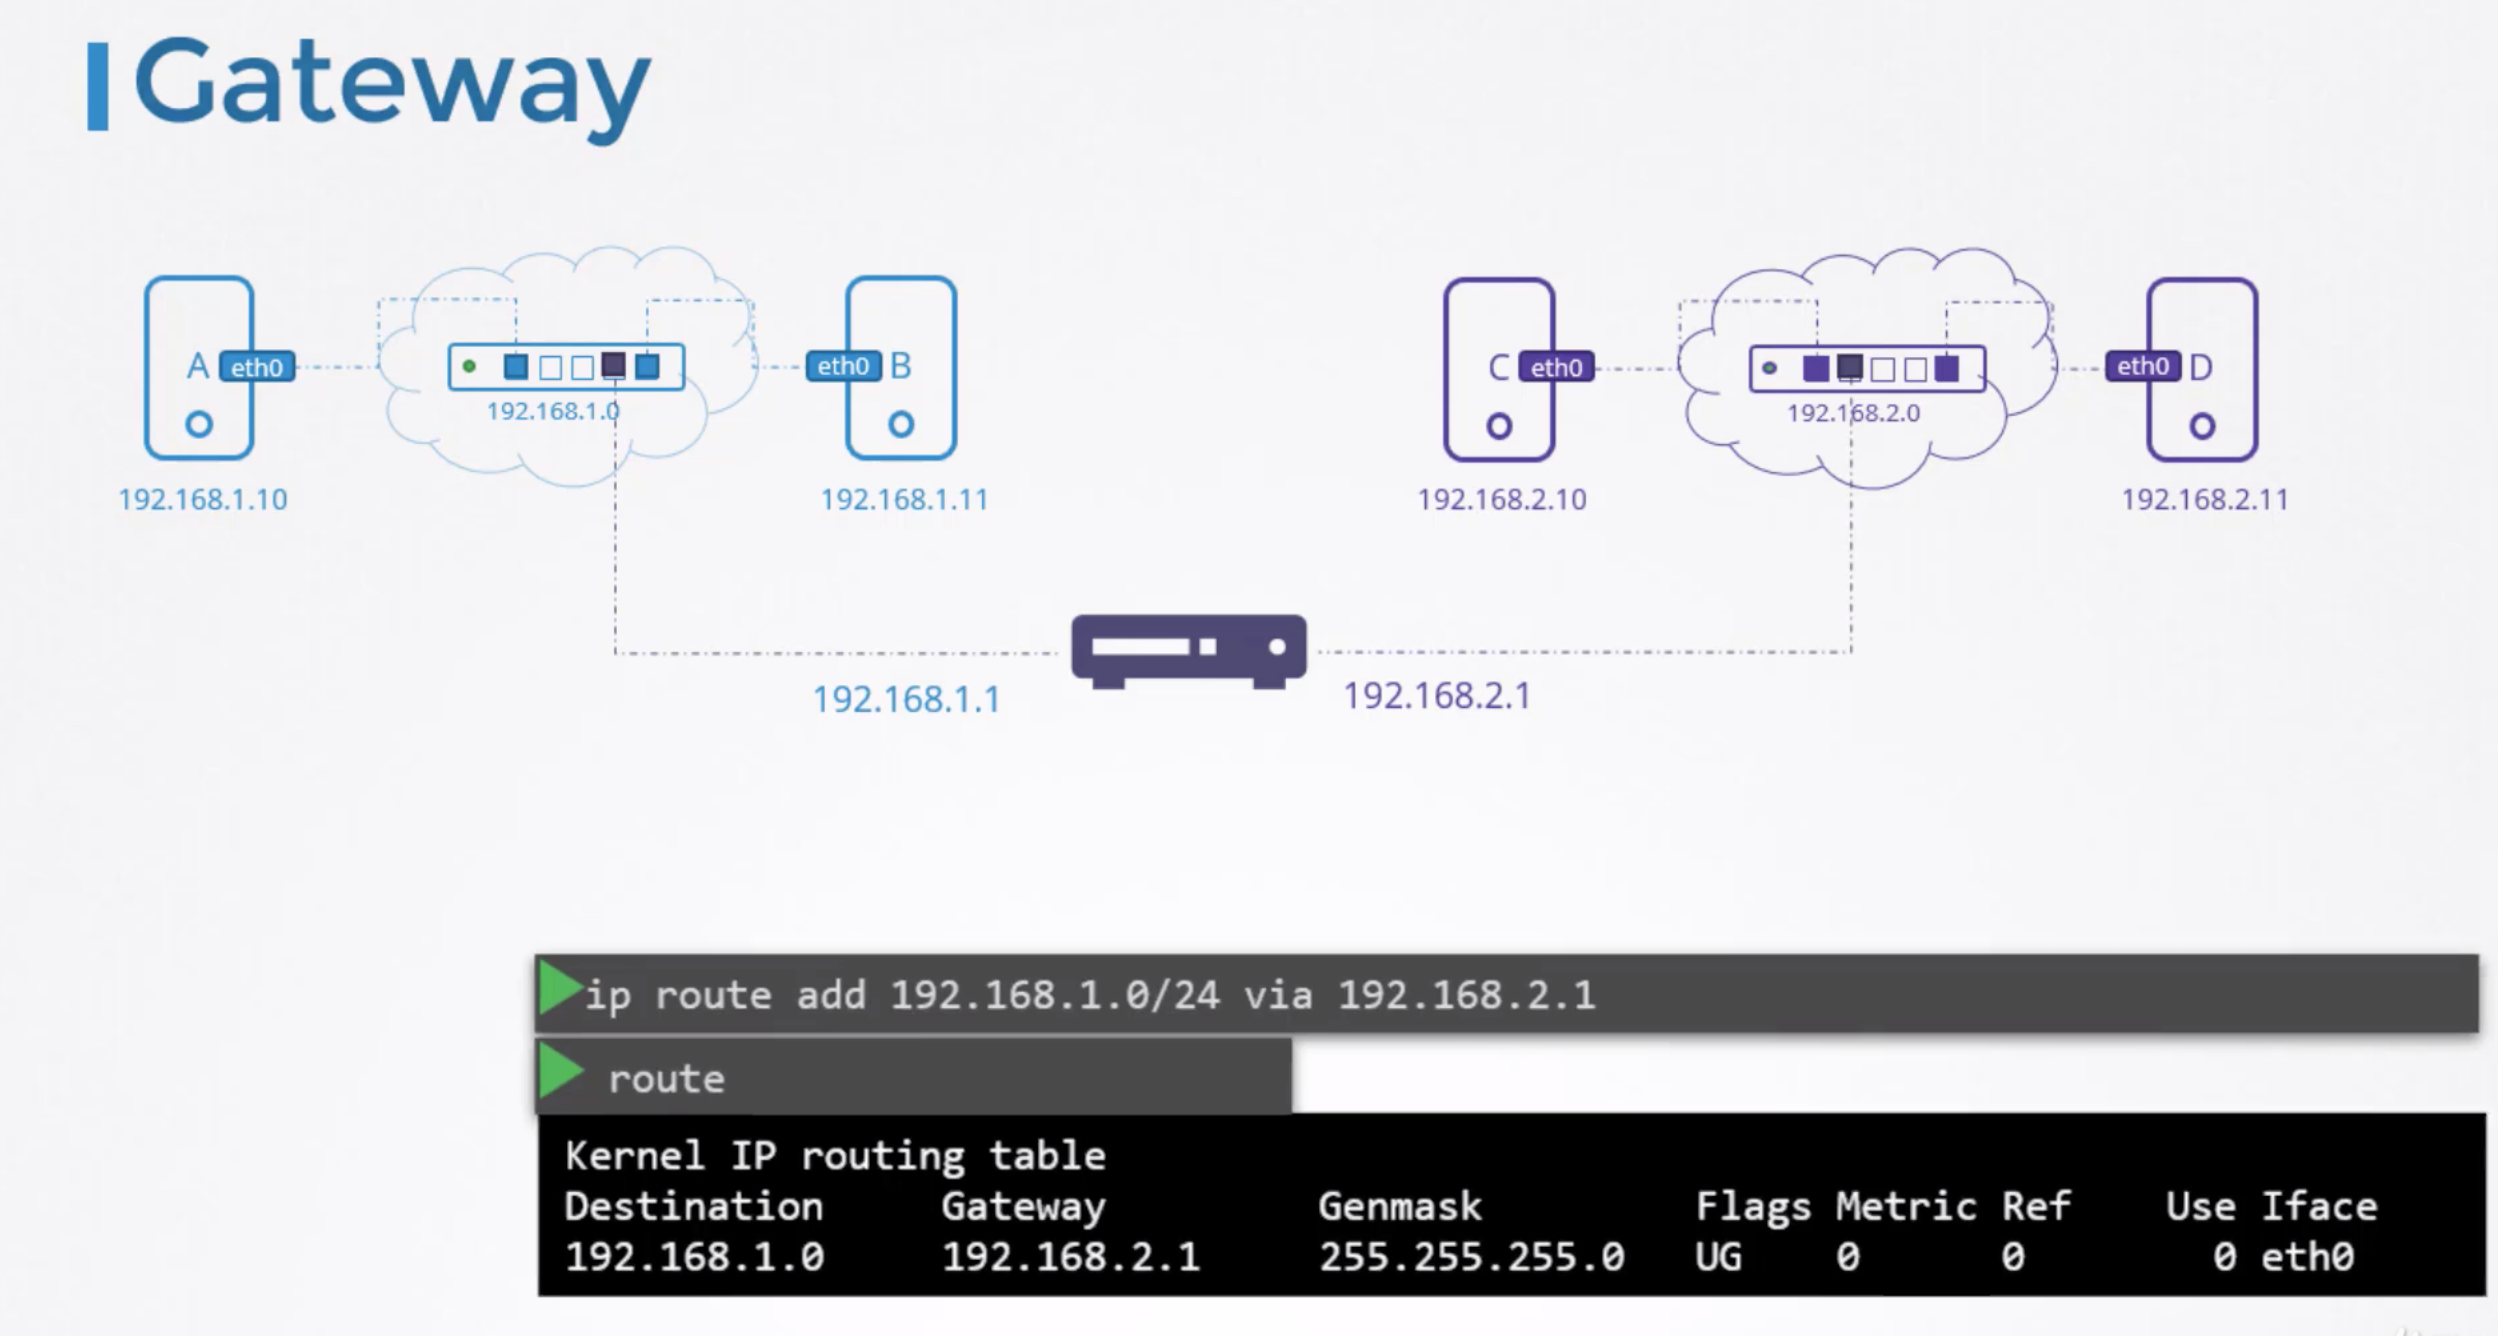 Gateway
A eth0
192.168.1.0
eth0 B
C eth0
192.168.2.0
eth0 D
192.168.1.10
192.168.1.11
192.168.2.10
192.168.2.11
192.168.1.1
192.168.2.1
ip route add 192.168.1.0/24 via 192.168.2.1
route
Kernel IP routing table
Destination Gateway Genmask Flags Metric Ref Use Iface
192.168.1.0 192.168.2.1 255.255.255.0 UG 0 0 0 eth0